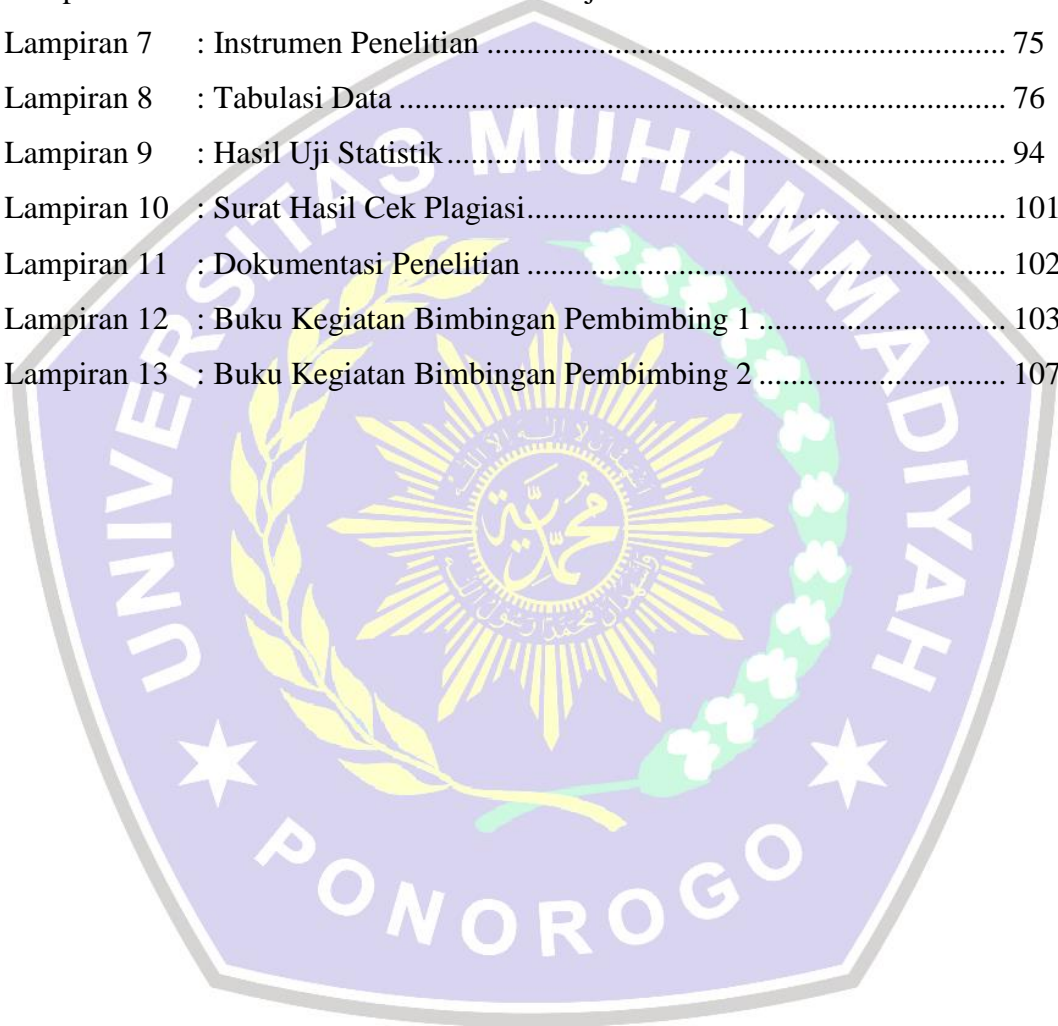 Lampiran 7 : Instrumen Penelitian ................................................................. 75
Lampiran 8 : Tabulasi Data ............................................................................ 76
Lampiran 9 : Hasil Uji Statistik ...................................................................... 94
Lampiran 10 : Surat Hasil Cek Plagiasi ............................................................ 101
Lampiran 11 : Dokumentasi Penelitian ............................................................ 102
Lampiran 12 : Buku Kegiatan Bimbingan Pembimbing 1 ............................... 103
Lampiran 13 : Buku Kegiatan Bimbingan Pembimbing 2 ............................... 107
UNIVERSITAS MUHAMMADIYAH
محمدية
PONOROGO